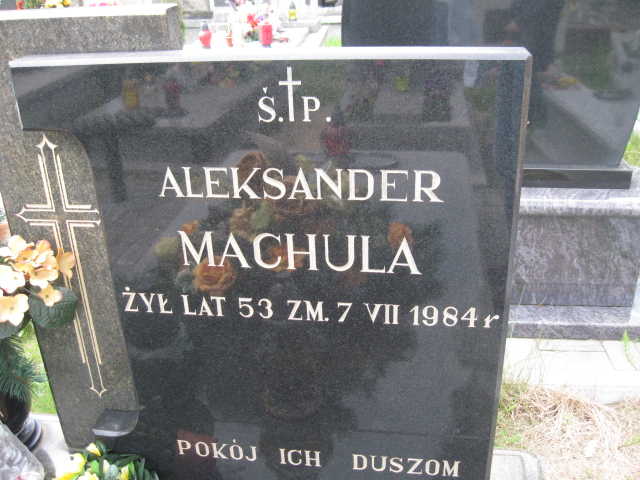 Ś.†P.
ALEKSANDER
MACHULA
ŻYŁ LAT 53 ZM. 7 VII 1984 r
POKÓJ ICH DUSZOM